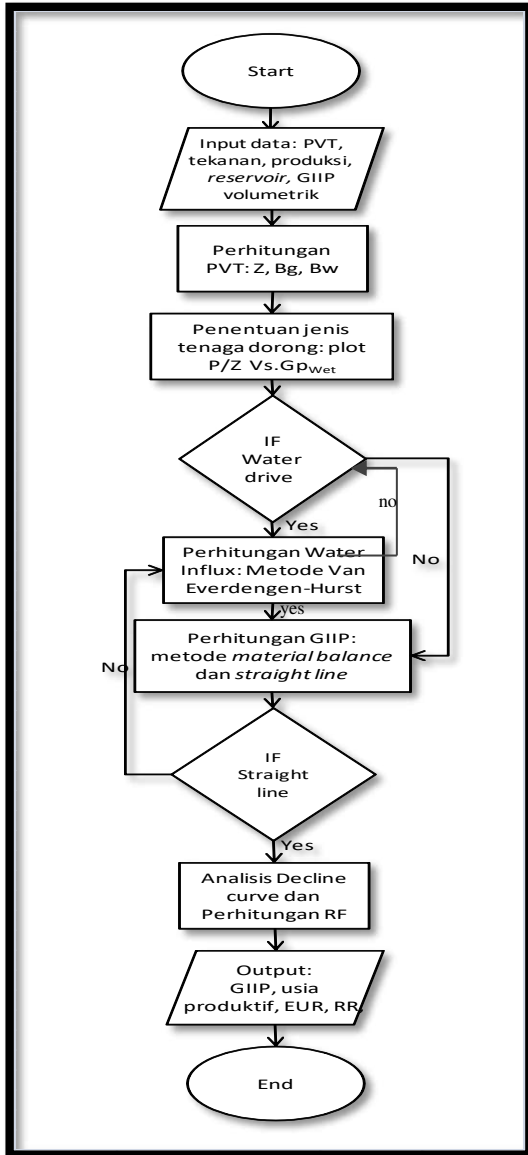 Start
Input data: PVT,
tekanan, produksi,
reservoir, GIIP
volumetrik
Perhitungan
PVT: Z, Bg, Bw
Penentuan jenis
tenaga dorong: plot
P/Z Vs.GpWet
IF
Water
drive
no
Yes
No
Perhitungan Water
Influx: Metode Van
Everdengen-Hurst
yes
Perhitungan GIIP:
metode material balance
dan straight line
No
IF
Straight
line
Yes
Analisis Decline
curve dan
Perhitungan RF
Output:
GIIP, usia
produktif, EUR, RR,
End